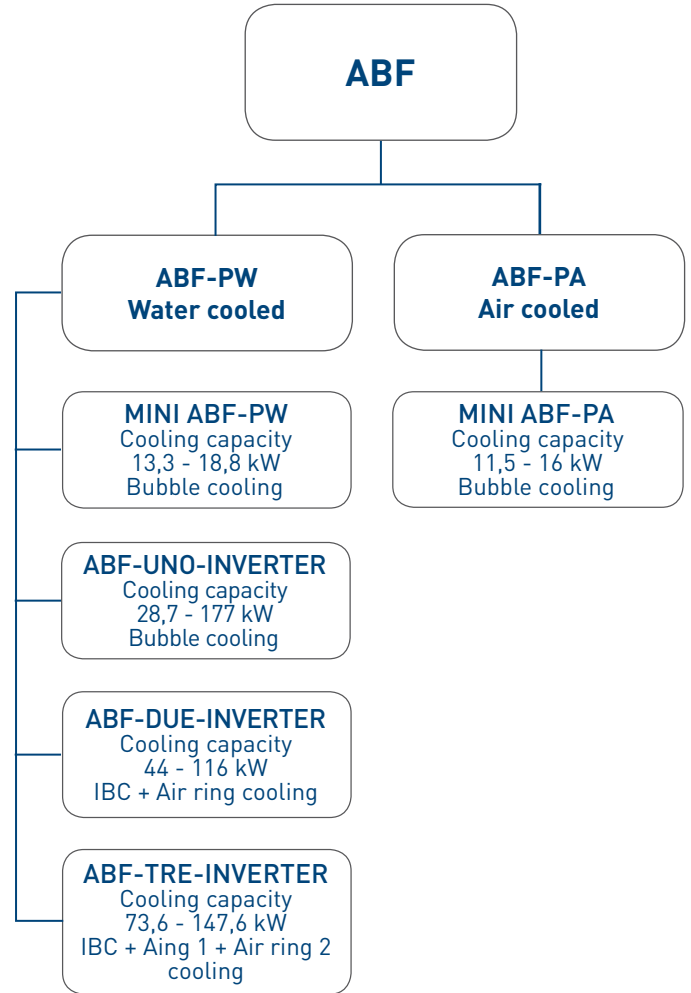 ABF
ABF-PW
Water cooled
ABF-PA
Air cooled
MINI ABF-PW
Cooling capacity
13,3 - 18,8 kW
Bubble cooling
MINI ABF-PA
Cooling capacity
11,5 - 16 kW
Bubble cooling
ABF-UNO-INVERTER
Cooling capacity
28,7 - 177 kW
Bubble cooling
ABF-DUE-INVERTER
Cooling capacity
44 - 116 kW
IBC + Air ring cooling
ABF-TRE-INVERTER
Cooling capacity
73,6 - 147,6 kW
IBC + Aing 1 + Air ring 2
cooling